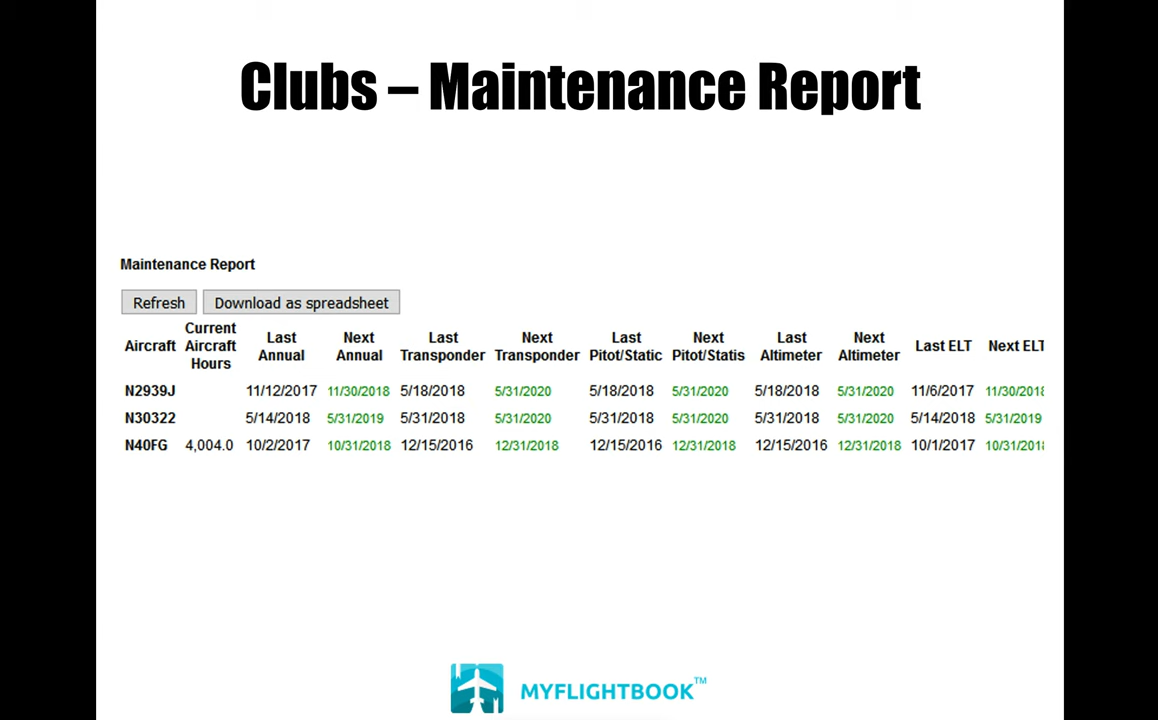 Clubs – Maintenance Report
Maintenance Report
Refresh Download as spreadsheet
Aircraft Current Aircraft Hours Last Annual Next Annual Last Transponder Next Transponder Last Pitot/Static Next Pitot/Statis Last Altimeter Next Altimeter Last ELT Next ELT
N2939J 11/12/2017 11/30/2018 5/18/2018 5/31/2020 5/18/2018 5/31/2020 5/18/2018 5/31/2020 11/6/2017 11/30/2018
N30322 5/14/2018 5/31/2019 5/31/2018 5/31/2020 5/31/2018 5/31/2020 5/31/2018 5/31/2020 5/14/2018 5/31/2019
N40FG 4,004.0 10/2/2017 10/31/2018 12/15/2016 12/31/2018 12/15/2016 12/31/2018 12/15/2016 12/31/2018 10/1/2017 10/31/2018
MYFLIGHTBOOK™